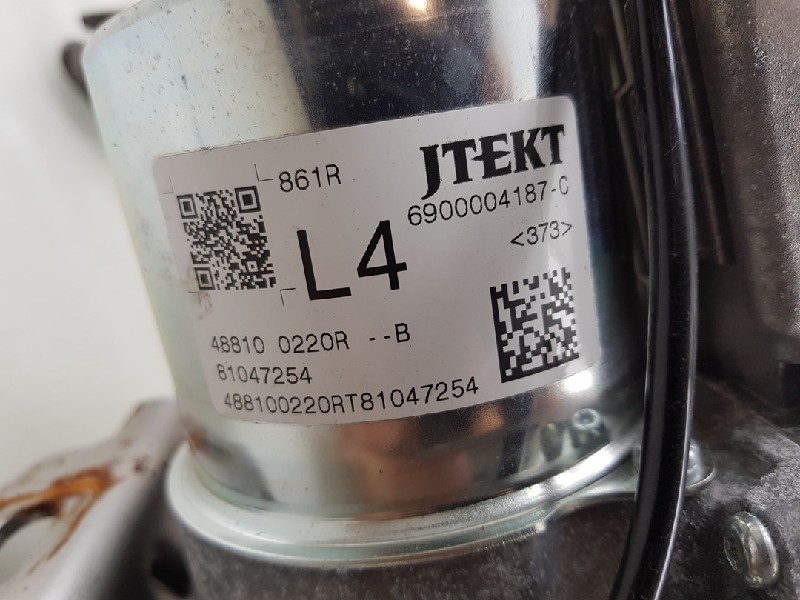 861R
JTEKT
6900004187-C
L4
<373>
48810 0220R --B
81047254
488100220RT81047254